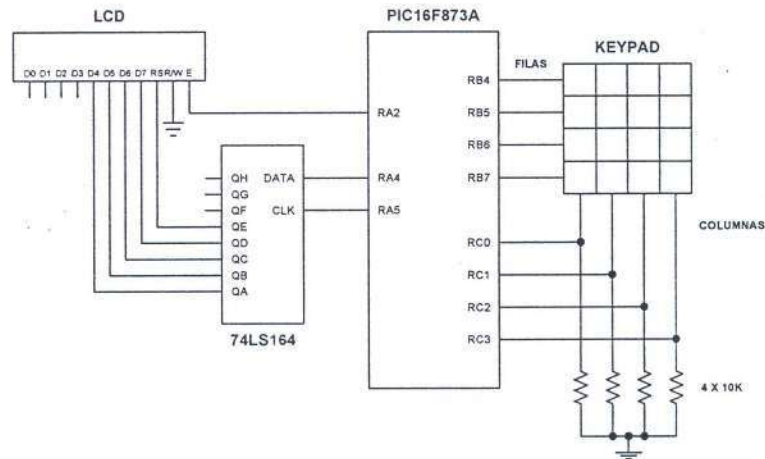 LCD
PIC16F873A
KEYPAD
FILAS
D0 D1 D2 D3 D4 D5 D6 D7 RS R/W E
RB4
RA2
RB5
RB6
QH DATA RA4 RB7
QG
QF CLK RA5
QE
QD
QC
QB
QA
COLUMNAS
RC0
RC1
RC2
RC3
74LS164
4 X 10K